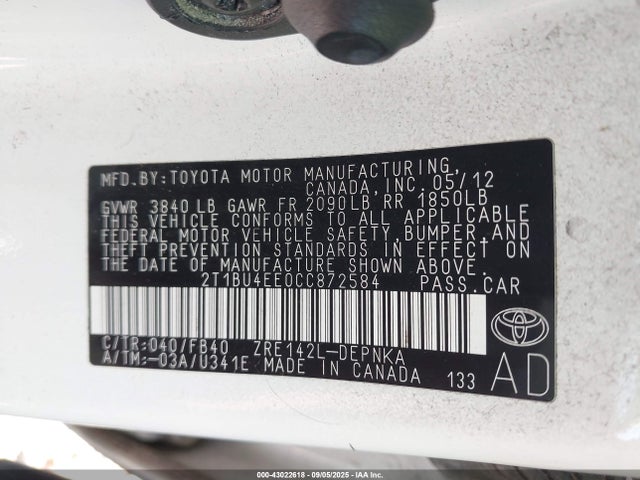 MFD.BY:TOYOTA MOTOR MANUFACTURING,
CANADA, INC. 05/12
GVWR 3840 LB GAWR FR 2090LB RR 1850LB
THIS VEHICLE CONFORMS TO ALL APPLICABLE
FEDERAL MOTOR VEHICLE SAFETY, BUMPER, AND
THEFT PREVENTION STANDARDS IN EFFECT ON
THE DATE OF MANUFACTURE SHOWN ABOVE.
2T1BU4EE0CC872584 PASS.CAR
C/TR:040/FB40 ZRE142L-DEPNKA
A/TM:-03A/U341E MADE IN CANADA 133
AD
000-43022618 - 09/05/2025 - IAAI.com